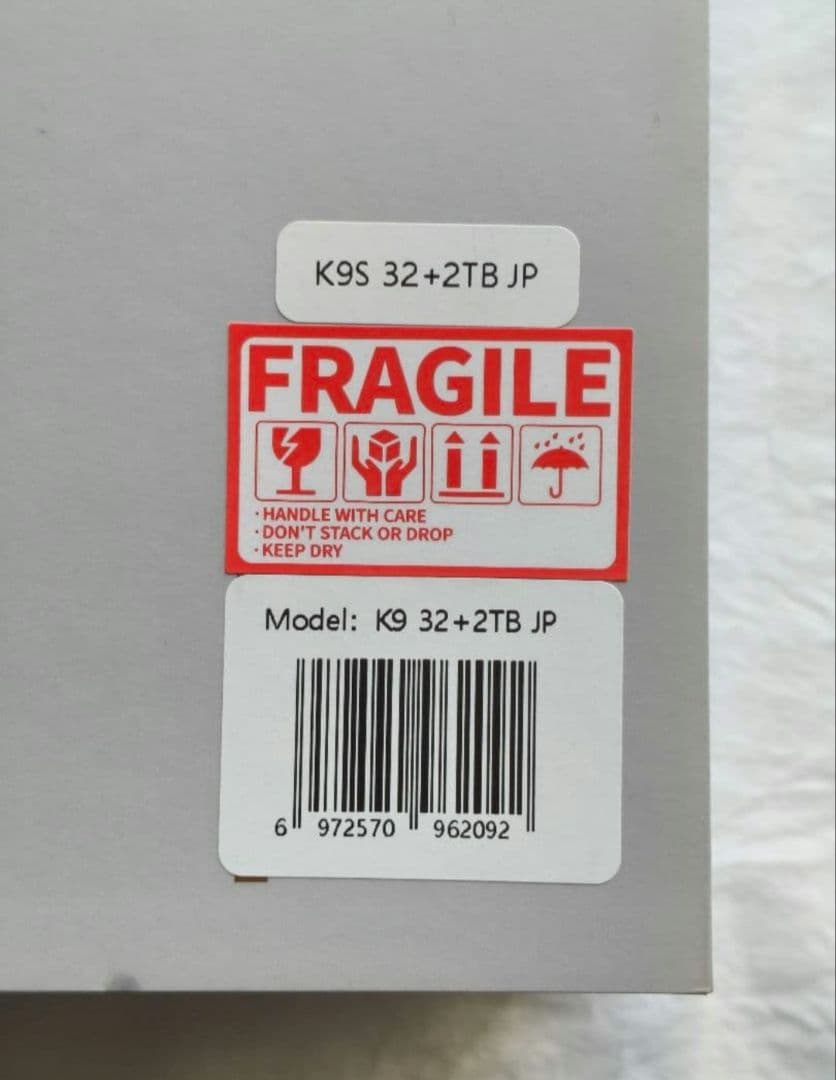 K9S 32+2TB JP
FRAGILE
· HANDLE WITH CARE
· DON'T STACK OR DROP
· KEEP DRY
Model: K9 32+2TB JP
6 972570 962092